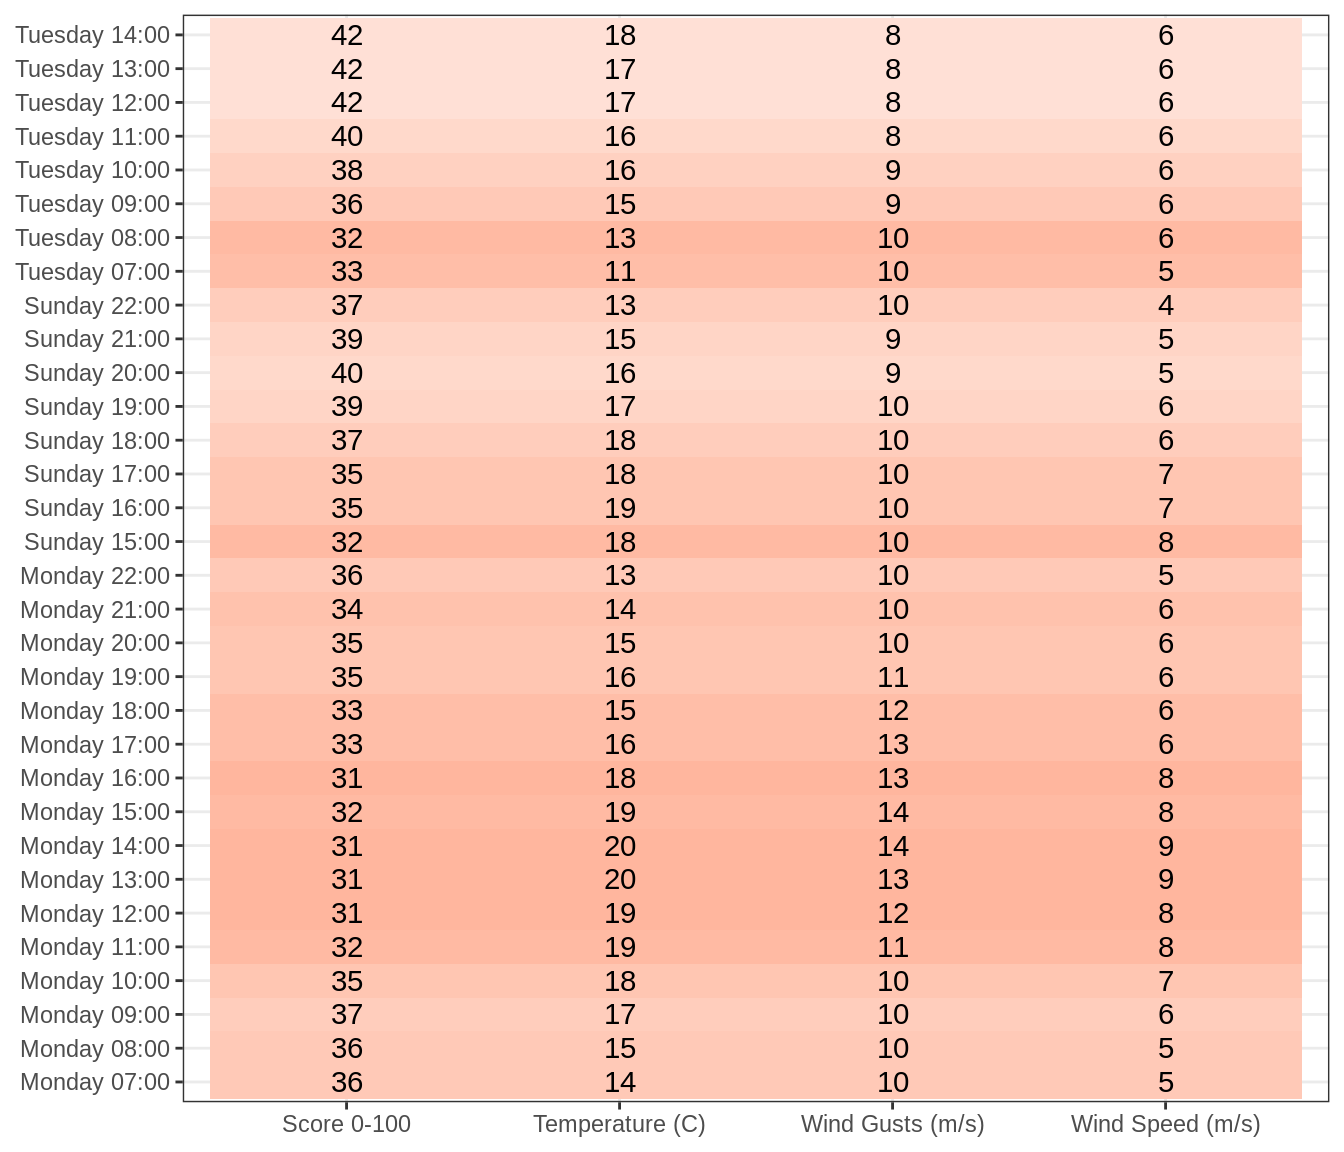 Tuesday 14:00 42 18 8 6
Tuesday 13:00 42 17 8 6
Tuesday 12:00 42 17 8 6
Tuesday 11:00 40 16 8 6
Tuesday 10:00 38 16 9 6
Tuesday 09:00 36 15 9 6
Tuesday 08:00 32 13 10 6
Tuesday 07:00 33 11 10 5
Sunday 22:00 37 13 10 4
Sunday 21:00 39 15 9 5
Sunday 20:00 40 16 9 5
Sunday 19:00 39 17 10 6
Sunday 18:00 37 18 10 6
Sunday 17:00 35 18 10 7
Sunday 16:00 35 19 10 7
Sunday 15:00 32 18 10 8
Monday 22:00 36 13 10 5
Monday 21:00 34 14 10 6
Monday 20:00 35 15 10 6
Monday 19:00 35 16 11 6
Monday 18:00 33 15 12 6
Monday 17:00 33 16 13 6
Monday 16:00 31 18 13 8
Monday 15:00 32 19 14 8
Monday 14:00 31 20 14 9
Monday 13:00 31 20 13 9
Monday 12:00 31 19 12 8
Monday 11:00 32 19 11 8
Monday 10:00 35 18 10 7
Monday 09:00 37 17 10 6
Monday 08:00 36 15 10 5
Monday 07:00 36 14 10 5
Score 0-100 Temperature (C) Wind Gusts (m/s) Wind Speed (m/s)